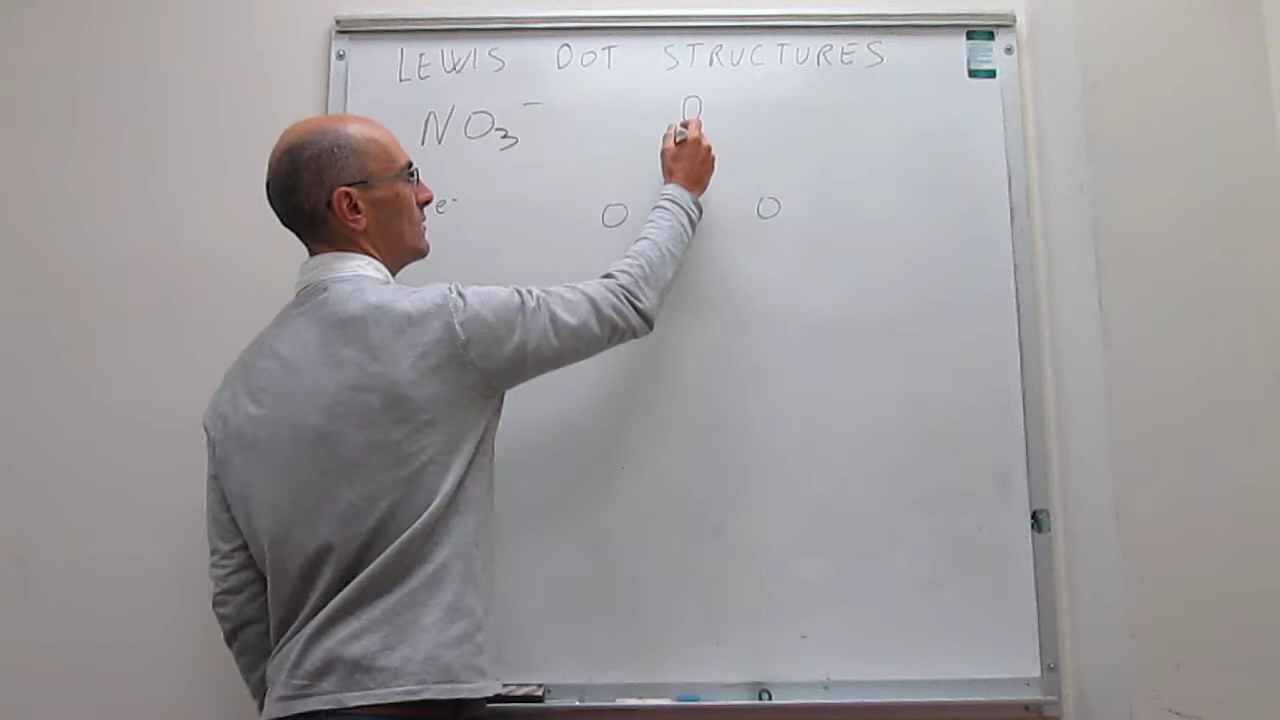 LEWIS DOT STRUCTURES
NO₃⁻
O
e⁻ O O